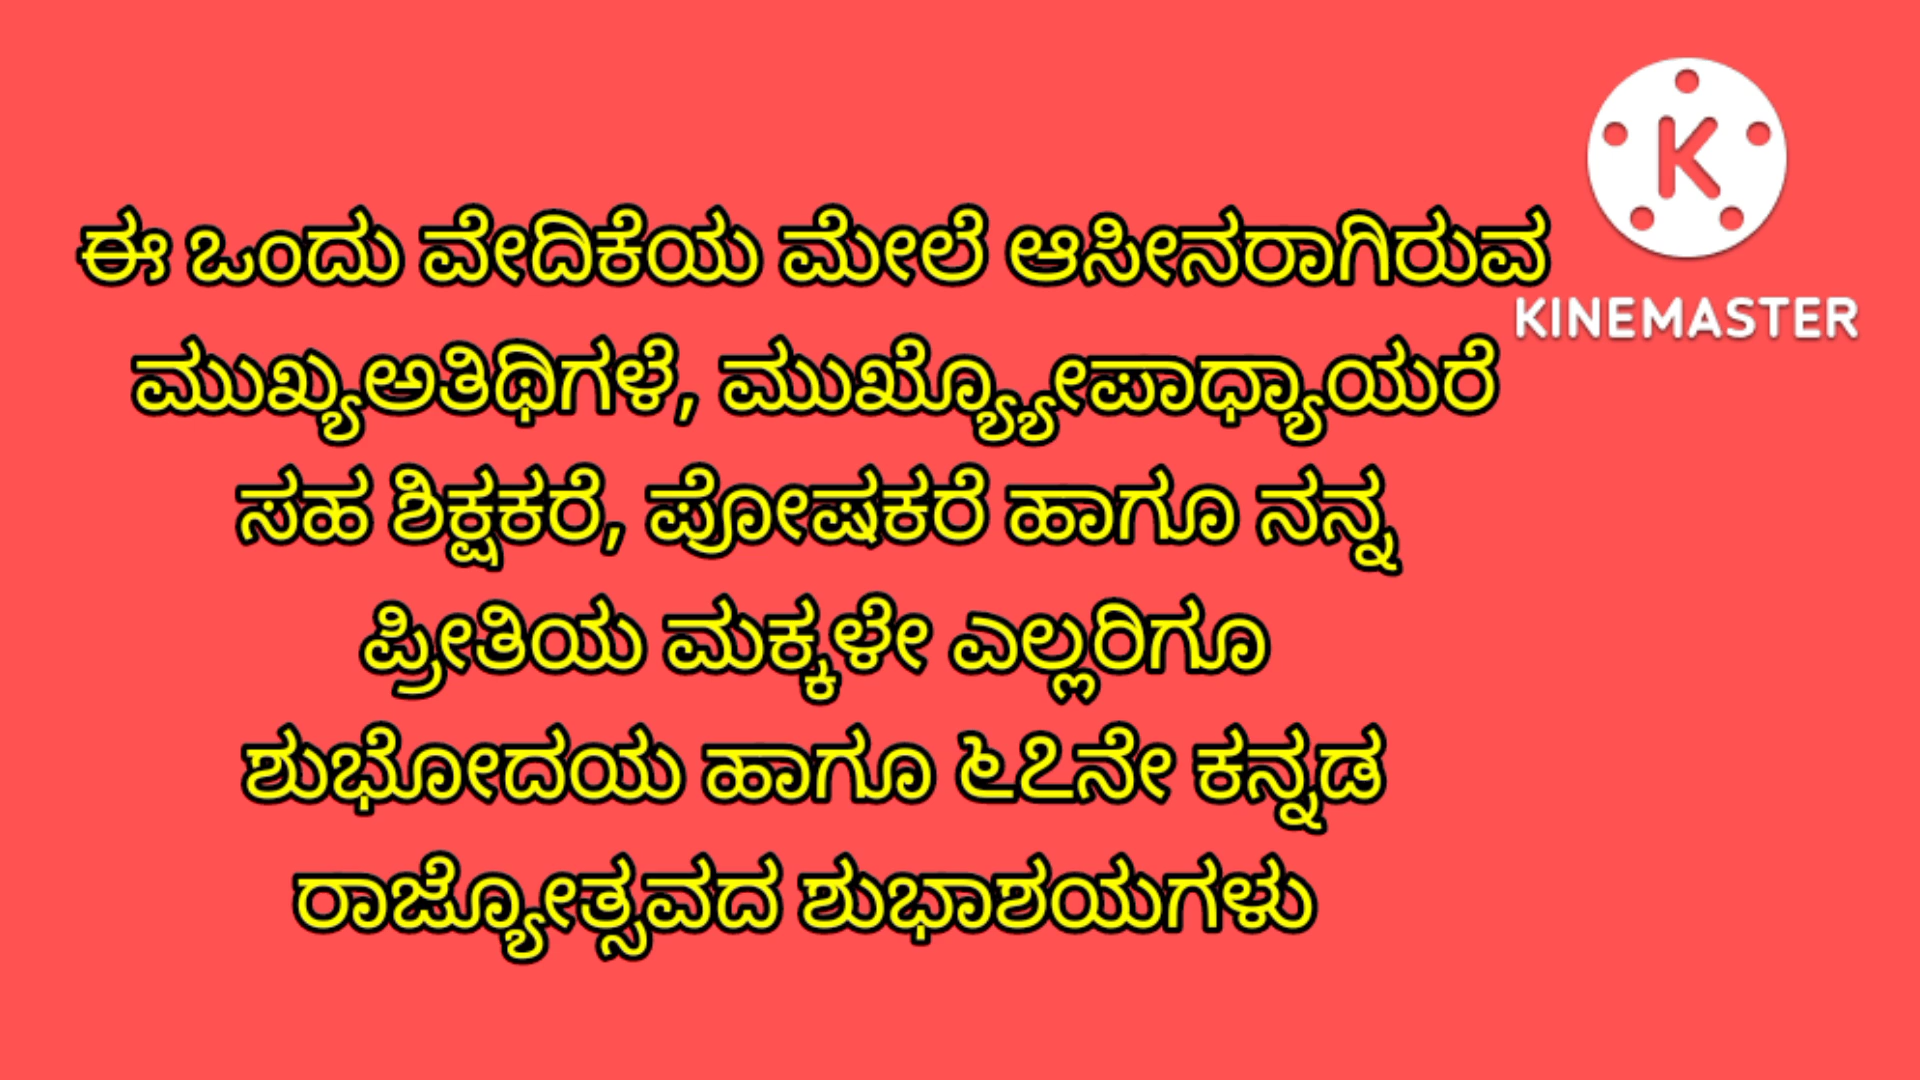 ಈ ಒಂದು ವೇದಿಕೆಯ ಮೇಲೆ ಆಸೀನರಾಗಿರುವ
ಮುಖ್ಯಅತಿಥಿಗಳೆ, ಮುಖ್ಯ್ಯೋಪಾಧ್ಯಾಯರೆ
ಸಹ ಶಿಕ್ಷಕರೆ, ಪೋಷಕರೆ ಹಾಗೂ ನನ್ನ
ಪ್ರೀತಿಯ ಮಕ್ಕಳೇ ಎಲ್ಲರಿಗೂ
ಶುಭೋದಯ ಹಾಗೂ ೬೭ನೇ ಕನ್ನಡ
ರಾಜ್ಯೋತ್ಸವದ ಶುಭಾಶಯಗಳು
K
KINEMASTER